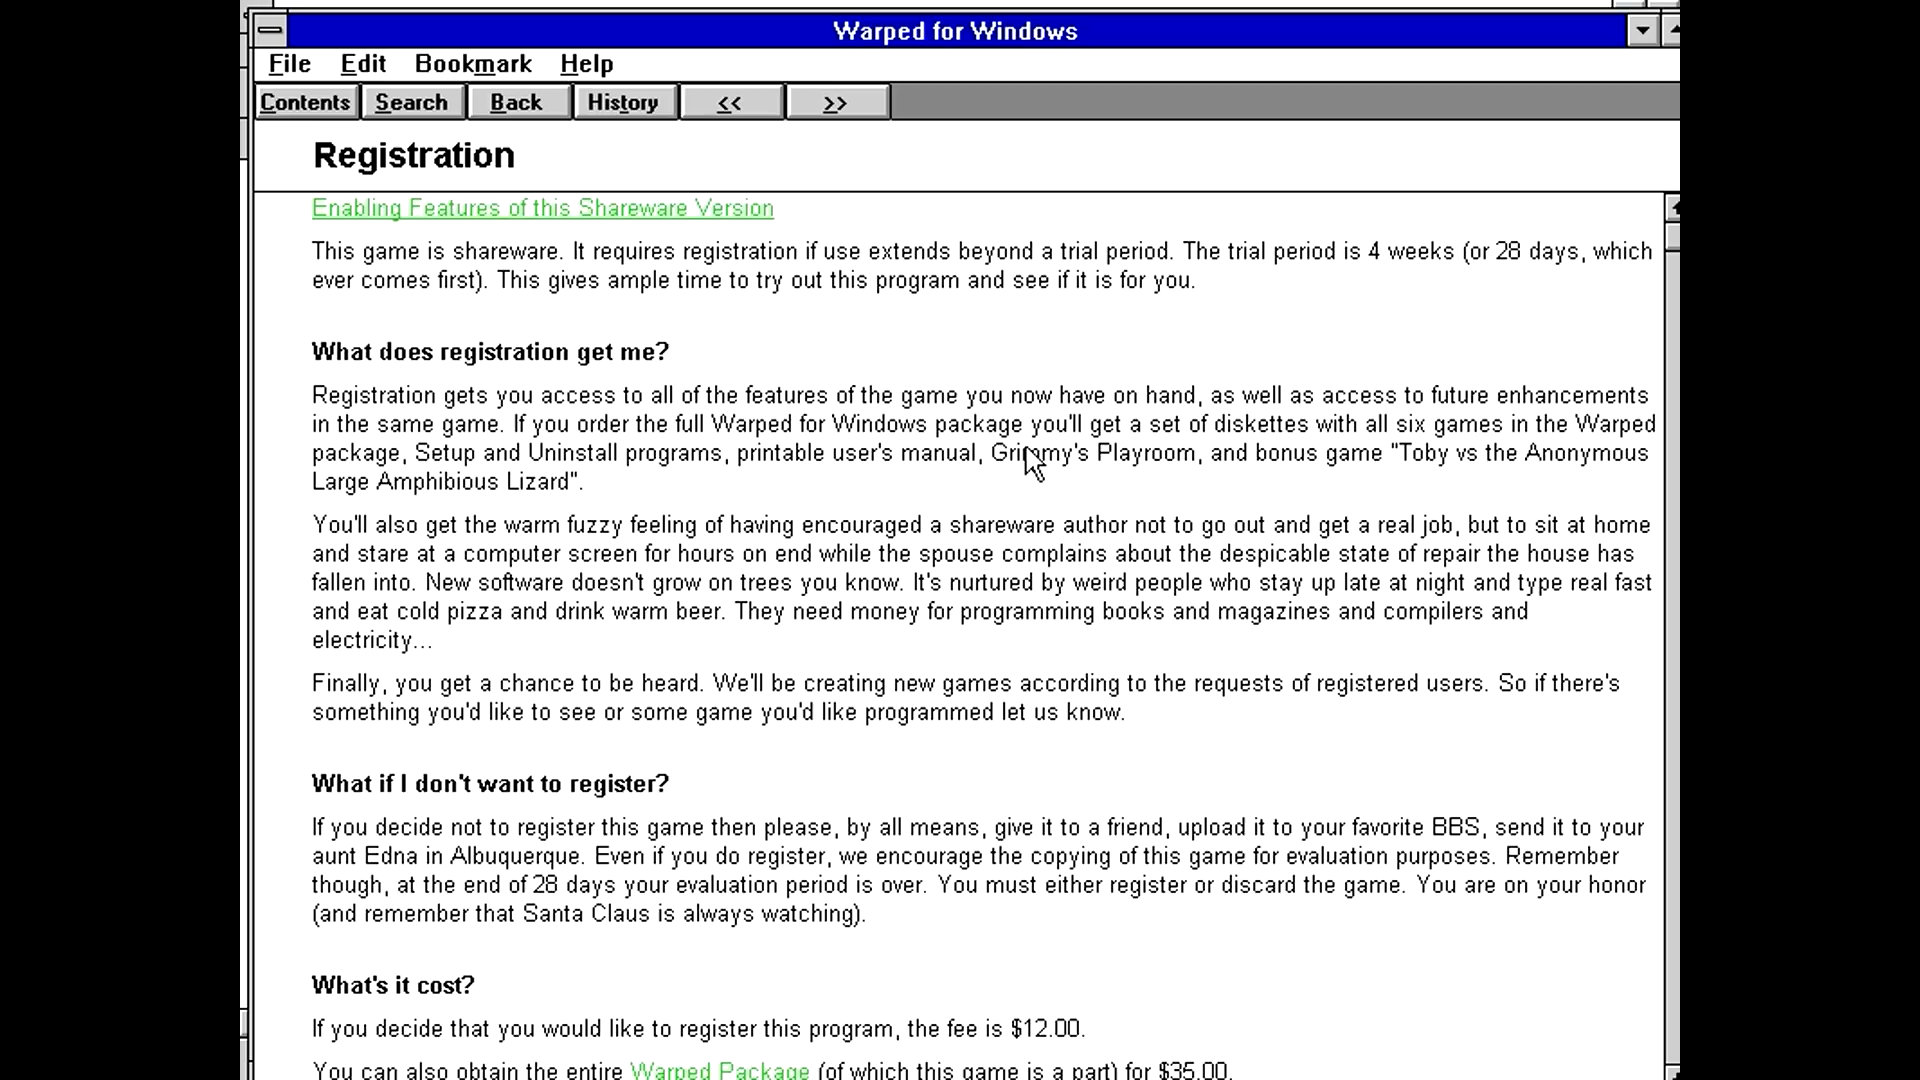 Warped for Windows
File Edit Bookmark Help
Contents Search Back History << >>
Registration
Enabling Features of this Shareware Version
This game is shareware. It requires registration if use extends beyond a trial period. The trial period is 4 weeks (or 28 days, which
ever comes first). This gives ample time to try out this program and see if it is for you.
What does registration get me?
Registration gets you access to all of the features of the game you now have on hand, as well as access to future enhancements
in the same game. If you order the full Warped for Windows package you'll get a set of diskettes with all six games in the Warped
package, Setup and Uninstall programs, printable user's manual, Playroom, and bonus game "Toby vs the Anonymous
Large Amphibious Lizard".
You'll also get the warm fuzzy feeling of having encouraged a shareware author not to go out and get a real job, but to sit at home
and stare at a computer screen for hours on end while the spouse complains about the despicable state of repair the house has
fallen into. New software doesn't grow on trees you know. It's nurtured by weird people who stay up late at night and type real fast
and eat cold pizza and drink warm beer. They need money for programming books and magazines and compilers and
electricity...
Finally, you get a chance to be heard. We'll be creating new games according to the requests of registered users. So if there's
something you'd like to see or some game you'd like programmed let us know.
What if I don't want to register?
If you decide not to register this game then please, by all means, give it to a friend, upload it to your favorite BBS, send it to your
aunt Edna in Albuquerque. Even if you do register, we encourage the copying of this game for evaluation purposes. Remember
though, at the end of 28 days your evaluation period is over. You must either register or discard the game. You are on your honor
(and remember that Santa Claus is always watching).
What's it cost?
If you decide that you would like to register this program, the fee is $12.00.
You can also obtain the entire Warped Package (of which this game is a part) for $35.00.